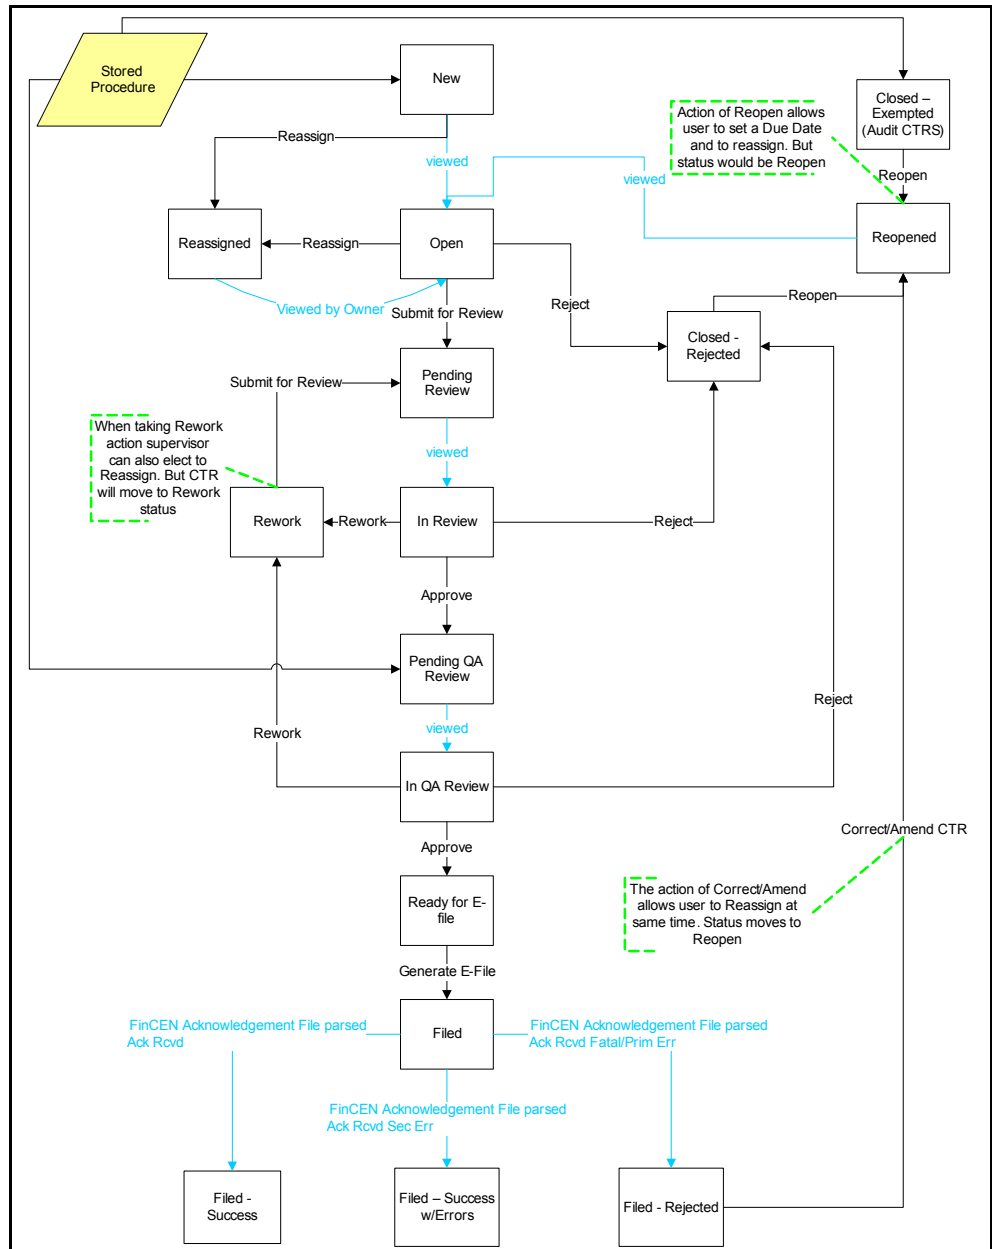 Stored
Procedure
New
Closed –
Exempted
(Audit CTRS)
Action of Reopen allows
user to set a Due Date
and to reassign. But
status would be Reopen
Reassign
viewed
viewed
Reopen
Reassigned
Reassign
Open
Reopened
Viewed by Owner
Submit for Review
Reject
Reopen
Closed -
Rejected
Submit for Review
Pending
Review
When taking Rework
action supervisor
can also elect to
Reassign. But CTR
will move to Rework
status
viewed
Rework
Rework
In Review
Reject
Approve
Pending QA
Review
Reject
viewed
Rework
In QA Review
Correct/Amend CTR
Approve
Ready for E-
file
The action of Correct/Amend
allows user to Reassign at
same time. Status moves to
Reopen
Generate E-File
FinCEN Acknowledgement File parsed
Ack Rcvd
Filed
FinCEN Acknowledgement File parsed
Ack Rcvd Fatal/Prim Err
FinCEN Acknowledgement File parsed
Ack Rcvd Sec Err
Filed -
Success
Filed – Success
w/Errors
Filed - Rejected